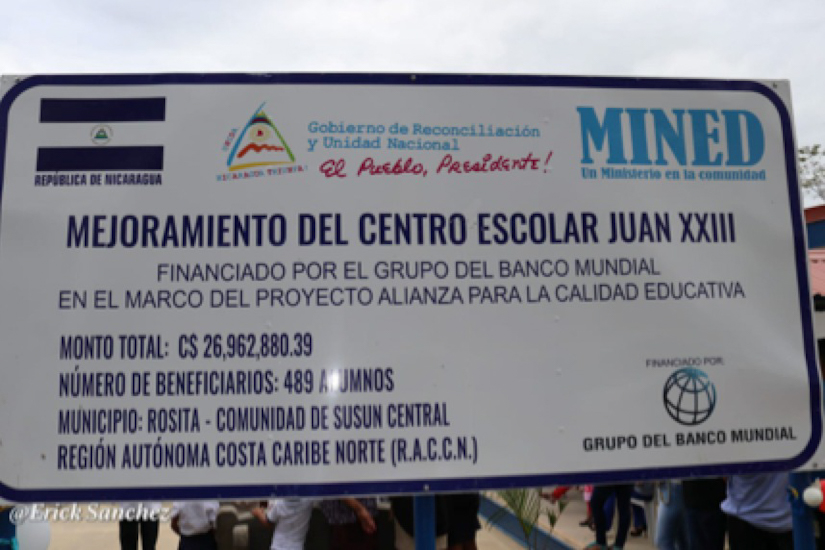 REPÚBLICA DE NICARAGUA
Gobierno de Reconciliación
y Unidad Nacional
El Pueblo, Presidente!
MINED
Un Ministerio en la comunidad
MEJORAMIENTO DEL CENTRO ESCOLAR JUAN XXIII
FINANCIADO POR EL GRUPO DEL BANCO MUNDIAL
EN EL MARCO DEL PROYECTO ALIANZA PARA LA CALIDAD EDUCATIVA
MONTO TOTAL: C$ 26,962,880.39
NÚMERO DE BENEFICIARIOS: 489 ALUMNOS
MUNICIPIO: ROSITA - COMUNIDAD DE SUSUN CENTRAL
REGIÓN AUTÓNOMA COSTA CARIBE NORTE (R.A.C.C.N.)
FINANCIADO POR:
GRUPO DEL BANCO MUNDIAL
@Erick Sanchez